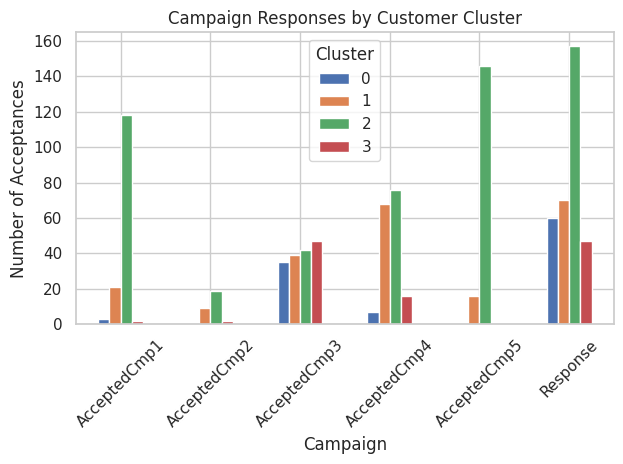 Campaign Responses by Customer Cluster
Number of Acceptances
160
140
120
100
80
60
40
20
0
Cluster
0
1
2
3
AcceptedCmp1
AcceptedCmp2
AcceptedCmp3
AcceptedCmp4
AcceptedCmp5
Response
Campaign